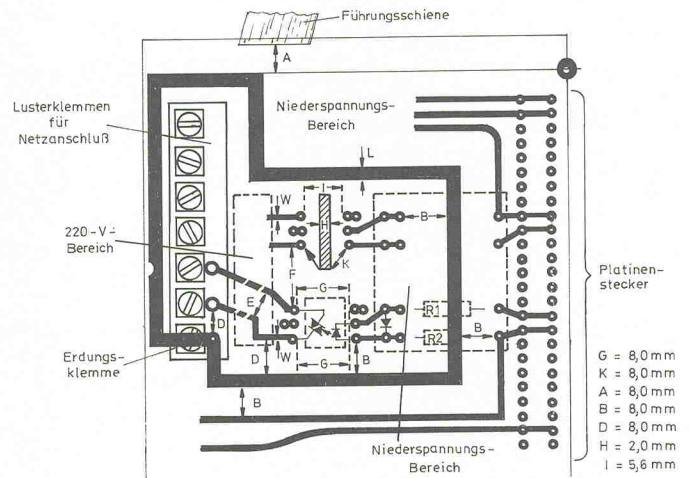 Führungsschiene
A
Lusterklemmen
für
Netzanschluß
Niederspannungs-
Bereich
L
W
I
H
B
220-V-
Bereich
F
K
G
E
Platinen-
stecker
R1
D
Erdungs-
klemme
D
W
G
B
R2
B
B
Niederspannungs-
Bereich
G = 8,0 mm
K = 8,0 mm
A = 8,0 mm
B = 8,0 mm
D = 8,0 mm
H = 2,0 mm
I = 5,6 mm